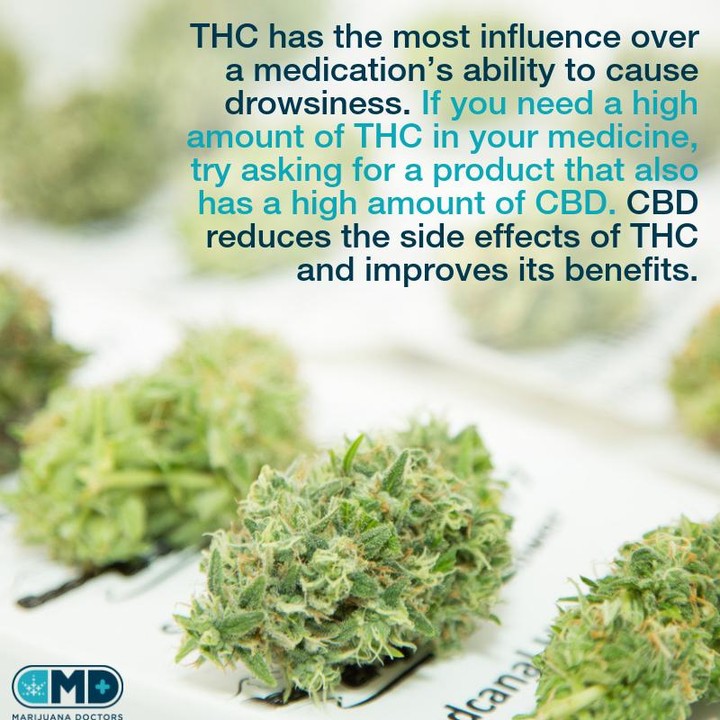 THC has the most influence over
a medication's ability to cause
drowsiness. If you need a high
amount of THC in your medicine,
try asking for a product that also
has a high amount of CBD. CBD
reduces the side effects of THC
and improves its benefits.
MD
MARIJUANA DOCTORS